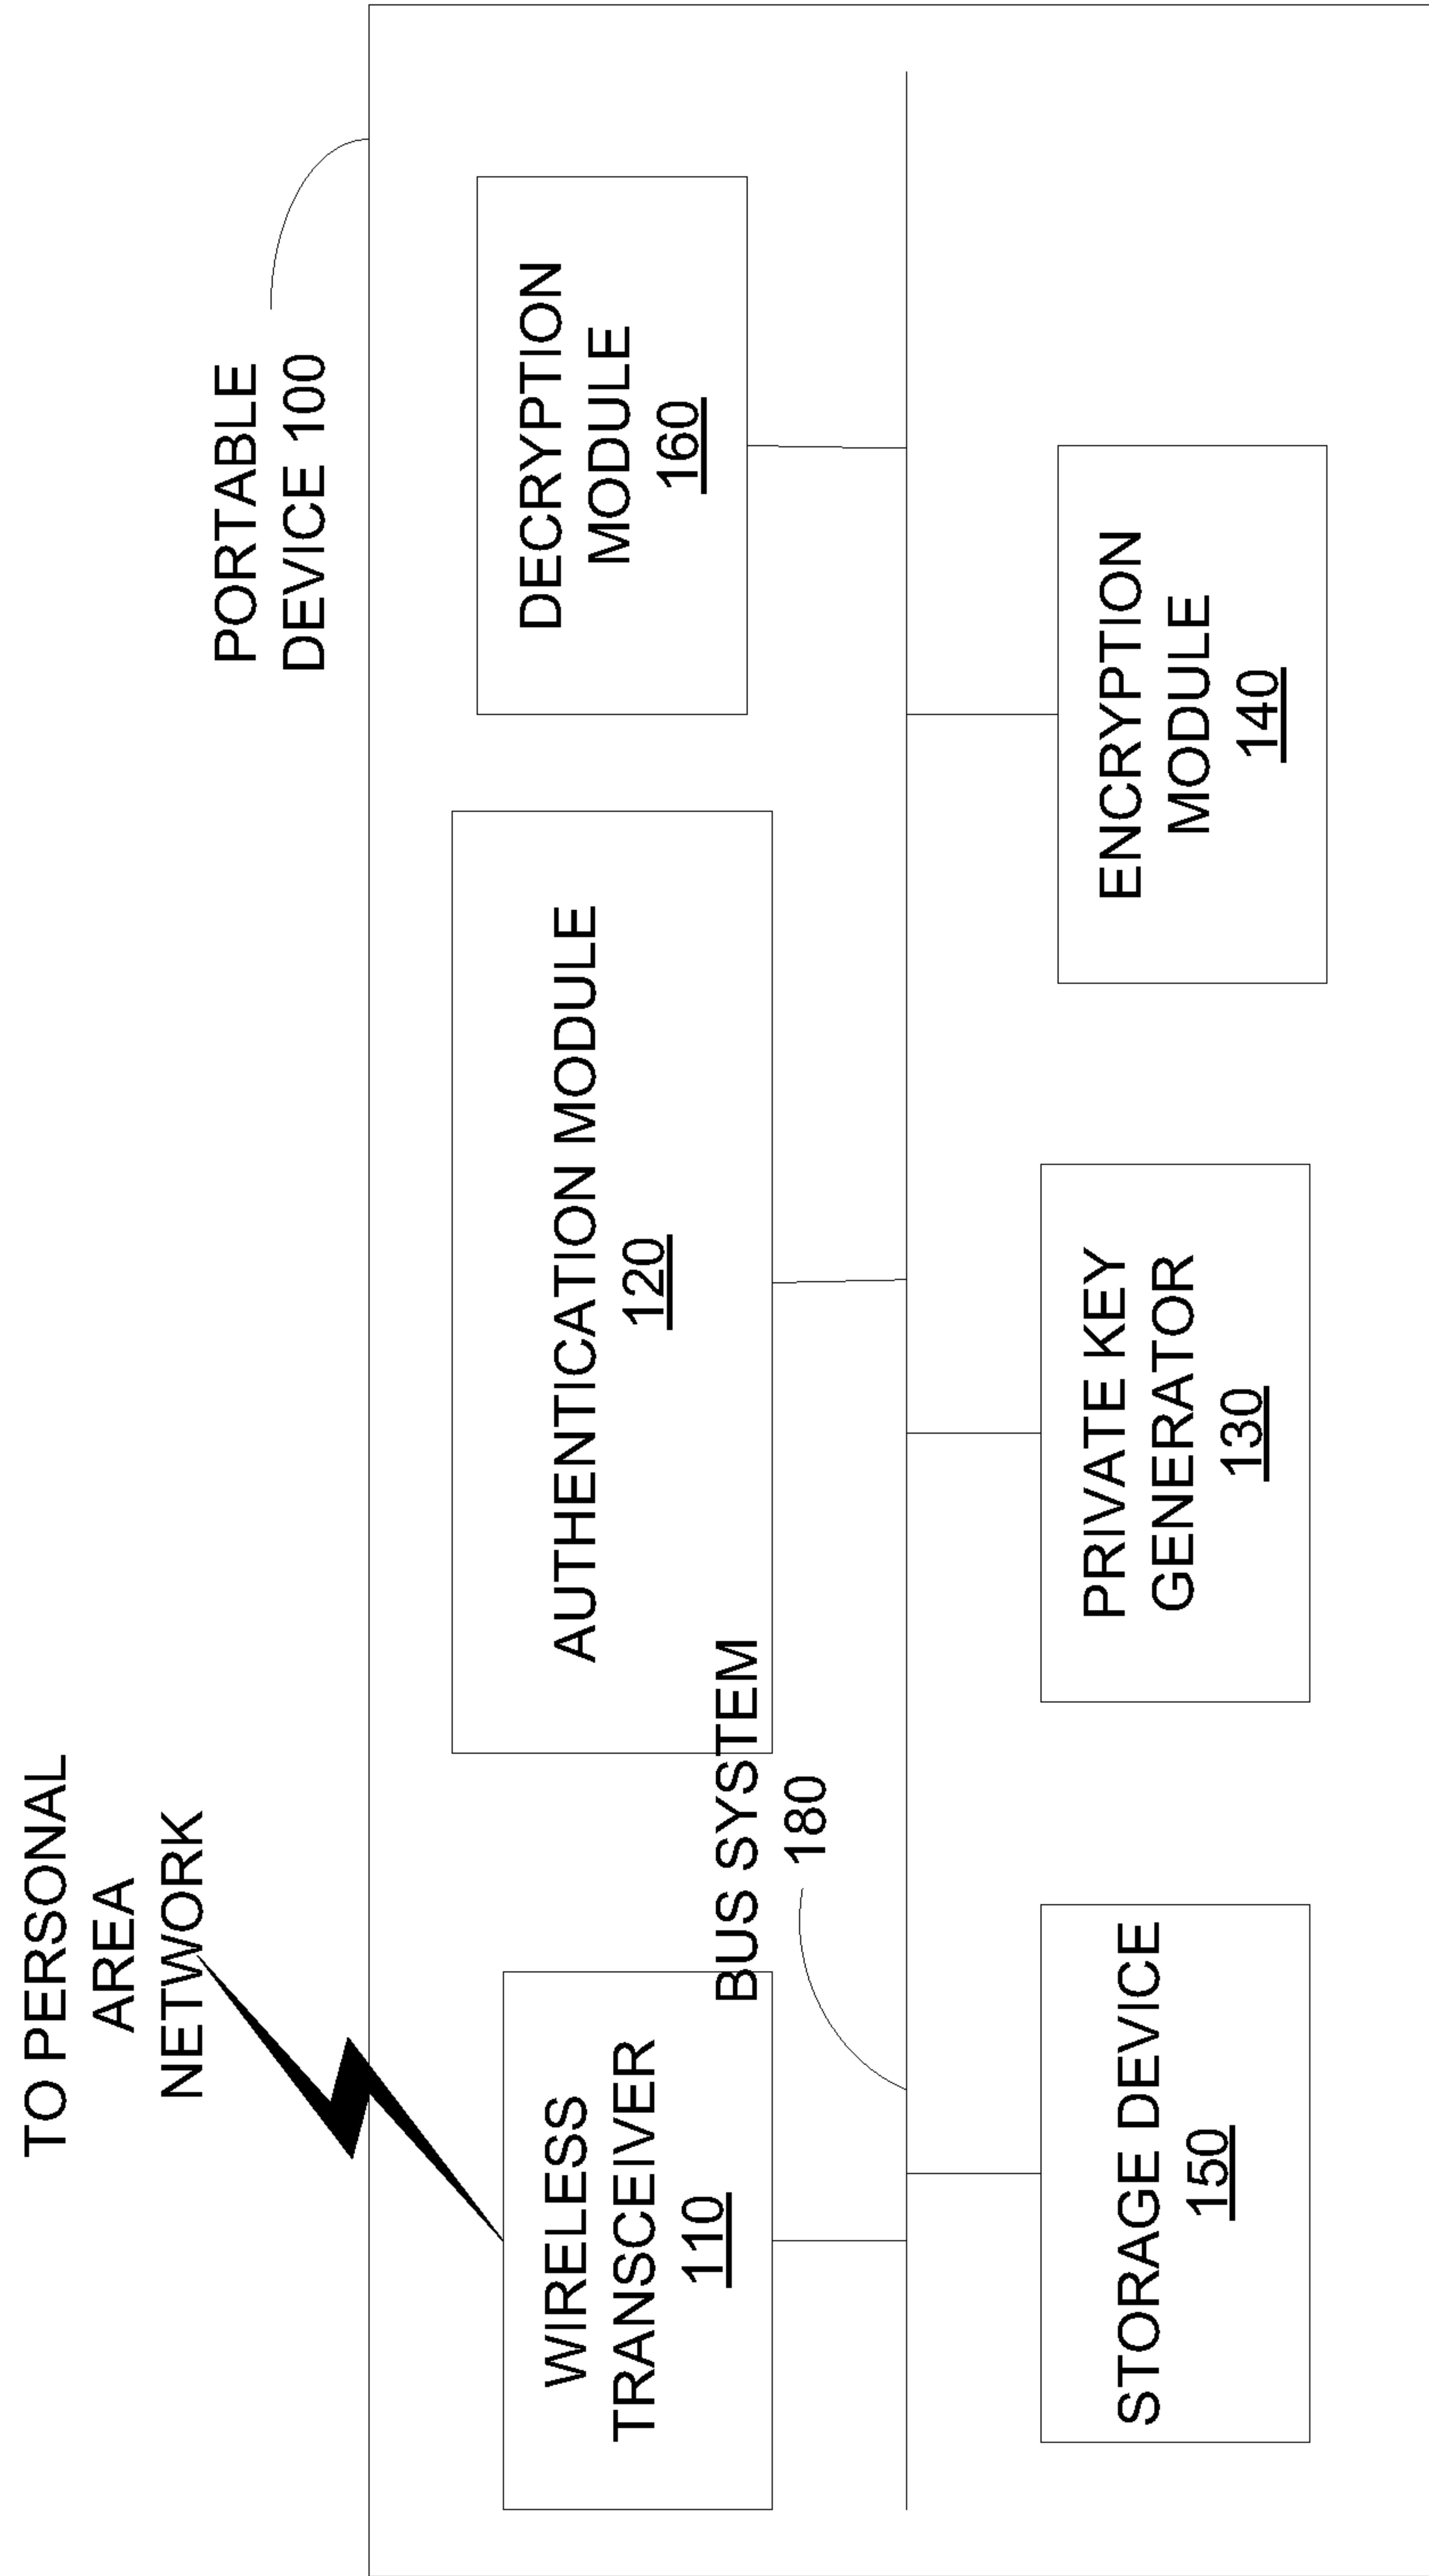 TO PERSONAL
AREA
NETWORK
PORTABLE
DEVICE 100
WIRELESS
TRANSCEIVER
110
AUTHENTICATION MODULE
120
DECRYPTION
MODULE
160
BUS SYSTEM
180
STORAGE DEVICE
150
PRIVATE KEY
GENERATOR
130
ENCRYPTION
MODULE
140